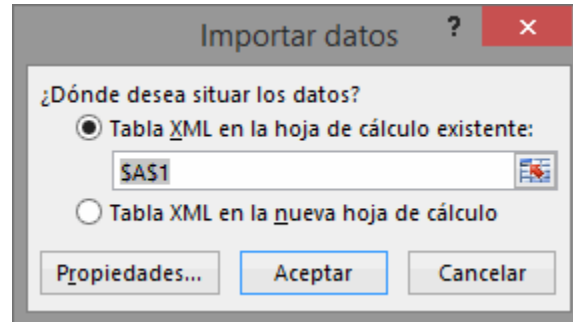 Importar datos ? ×
¿Dónde desea situar los datos?
Tabla XML en la hoja de cálculo existente:
$A$1
Tabla XML en la nueva hoja de cálculo
Propiedades... Aceptar Cancelar